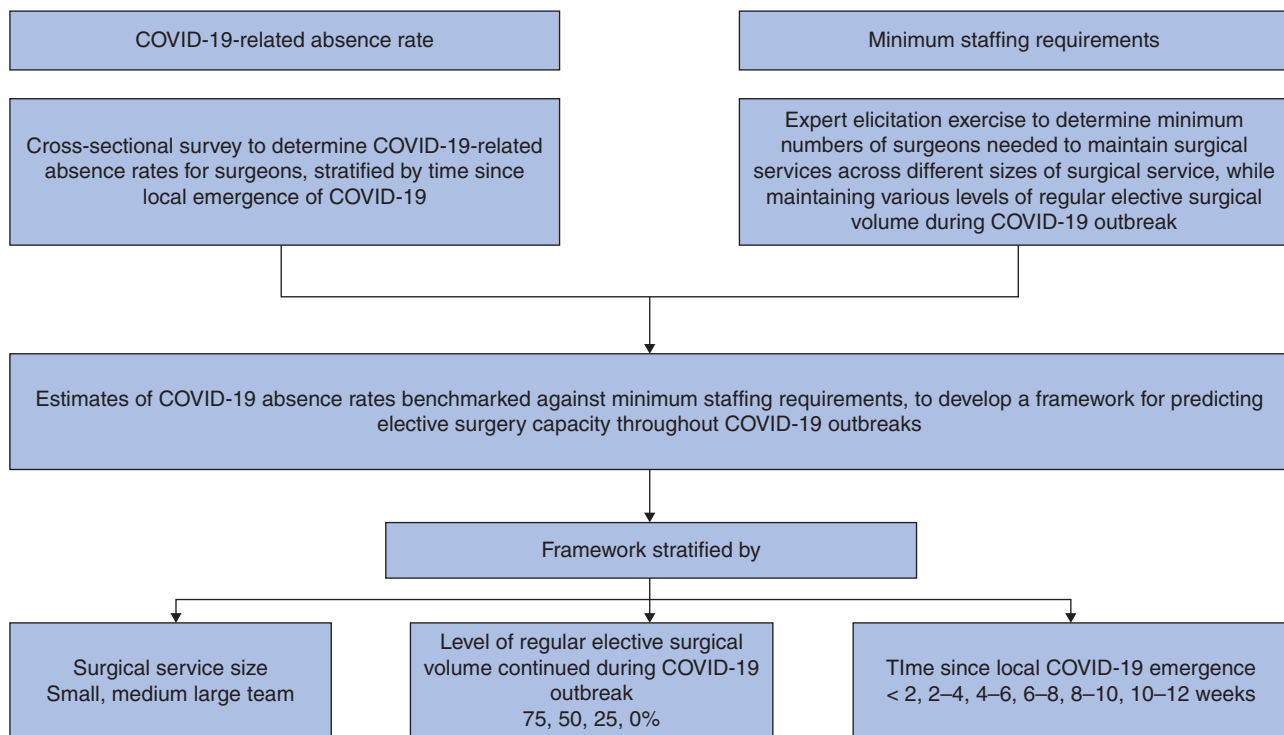 COVID-19-related absence rate
Minimum staffing requirements
Cross-sectional survey to determine COVID-19-related
absence rates for surgeons, stratified by time since
local emergence of COVID-19
Expert elicitation exercise to determine minimum
numbers of surgeons needed to maintain surgical
services across different sizes of surgical service, while
maintaining various levels of regular elective surgical
volume during COVID-19 outbreak
Estimates of COVID-19 absence rates benchmarked against minimum staffing requirements, to develop a framework for predicting
elective surgery capacity throughout COVID-19 outbreaks
Framework stratified by
Surgical service size
Small, medium large team
Level of regular elective surgical
volume continued during COVID-19
outbreak
75, 50, 25, 0%
TIme since local COVID-19 emergence
< 2, 2–4, 4–6, 6–8, 8–10, 10–12 weeks